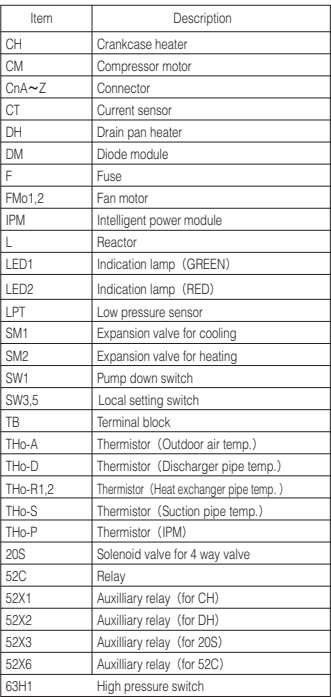 Item Description
CH Crankcase heater
CM Compressor motor
CnA~Z Connector
CT Current sensor
DH Drain pan heater
DM Diode module
F Fuse
FMo1,2 Fan motor
IPM Intelligent power module
L Reactor
LED1 Indication lamp (GREEN)
LED2 Indication lamp (RED)
LPT Low pressure sensor
SM1 Expansion valve for cooling
SM2 Expansion valve for heating
SW1 Pump down switch
SW3,5 Local setting switch
TB Terminal block
THo-A Thermistor (Outdoor air temp.)
THo-D Thermistor (Discharger pipe temp.)
THo-R1,2 Thermistor (Heat exchanger pipe temp. )
THo-S Thermistor (Suction pipe temp.)
THo-P Thermistor (IPM)
20S Solenoid valve for 4 way valve
52C Relay
52X1 Auxilliary relay (for CH)
52X2 Auxilliary relay (for DH)
52X3 Auxilliary relay (for 20S)
52X6 Auxilliary relay (for 52C)
63H1 High pressure switch